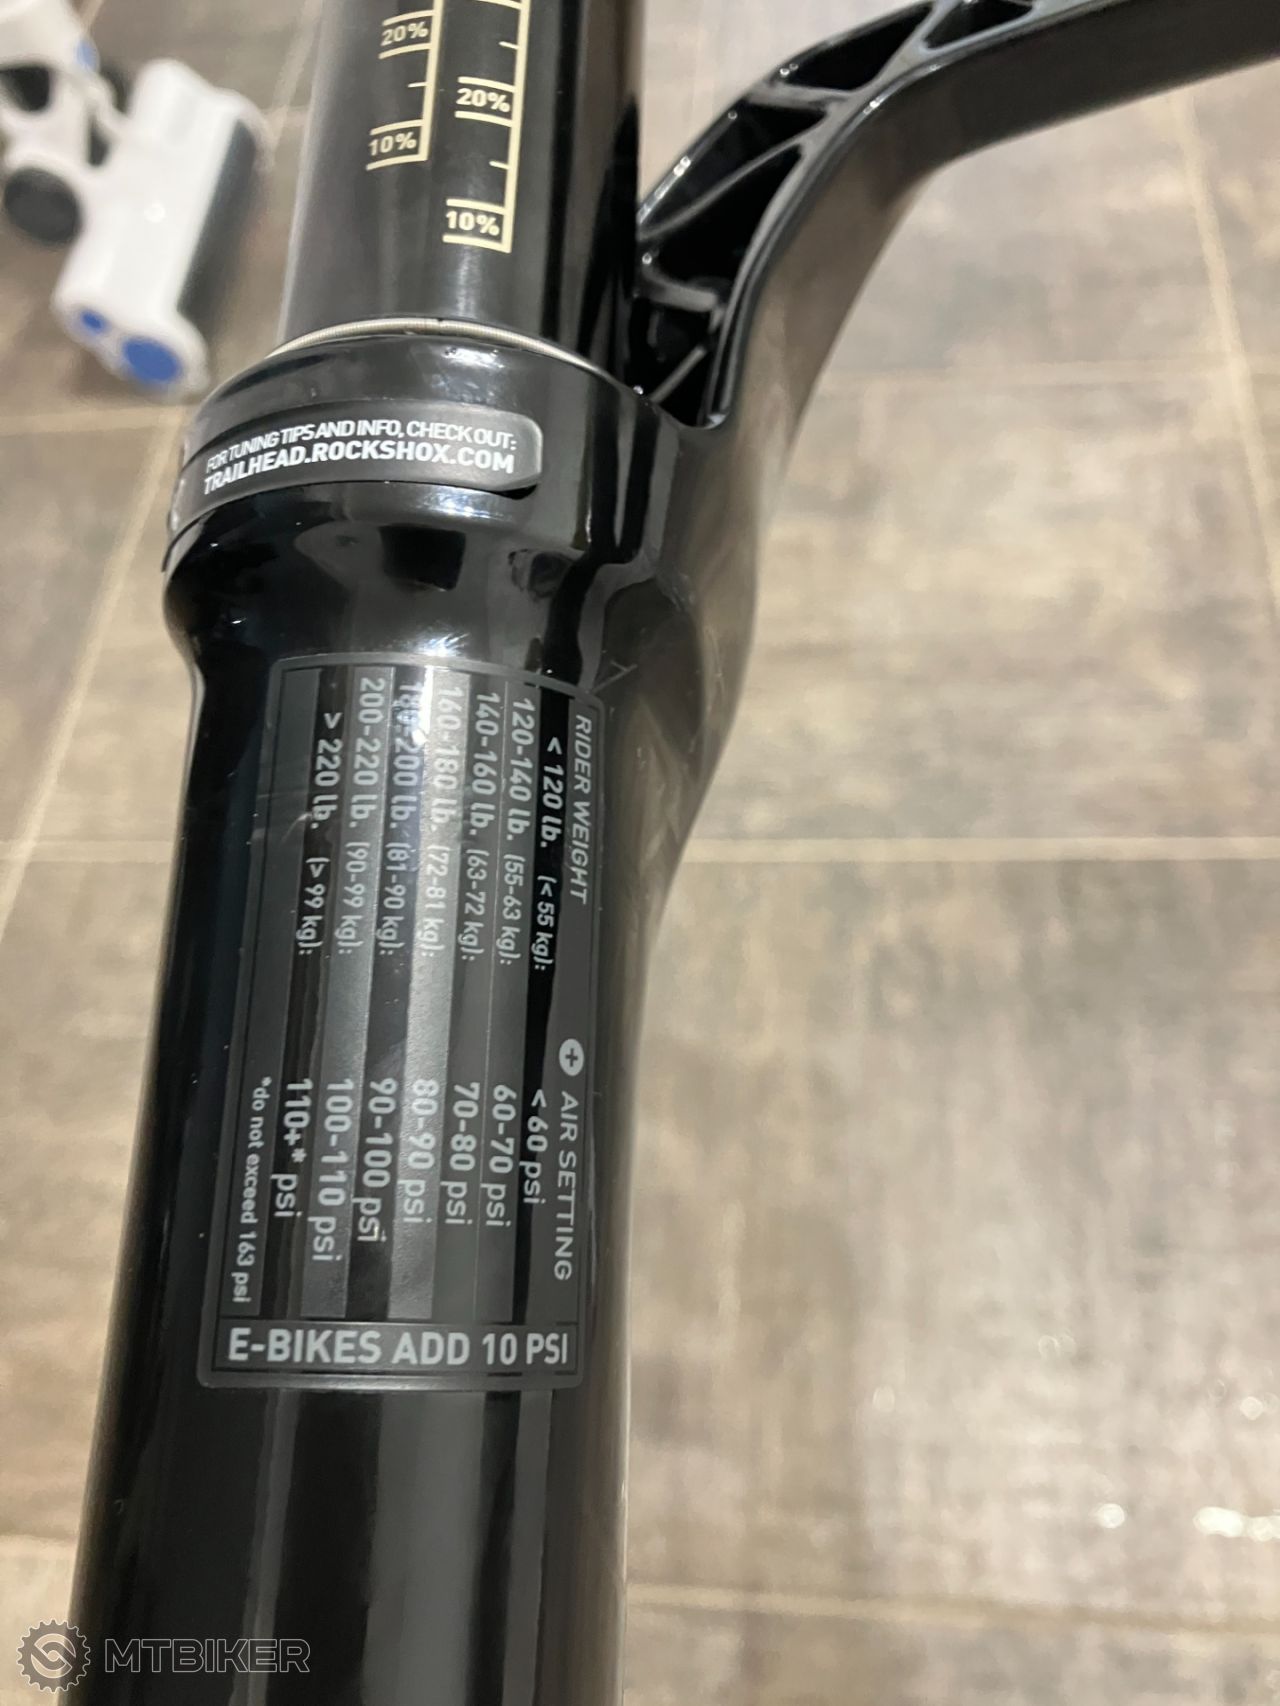 20%
10%
20%
10%
FOR TUNING TIPS AND INFO, CHECK OUT:
TRAILHEAD.ROCKSHOX.COM
RIDER WEIGHT + AIR SETTING
< 120 lb. (< 55 kg): < 60 psi
120-140 lb. (55-63 kg): 60-70 psi
140-160 lb. (63-72 kg): 70-80 psi
160-180 lb. (72-81 kg): 80-90 psi
180-200 lb. (81-90 kg): 90-100 psi
200-220 lb. (90-99 kg): 100-110 psi
> 220 lb. (> 99 kg): 110+* psi
*do not exceed 163 psi
E-BIKES ADD 10 PSI
MTBIKER